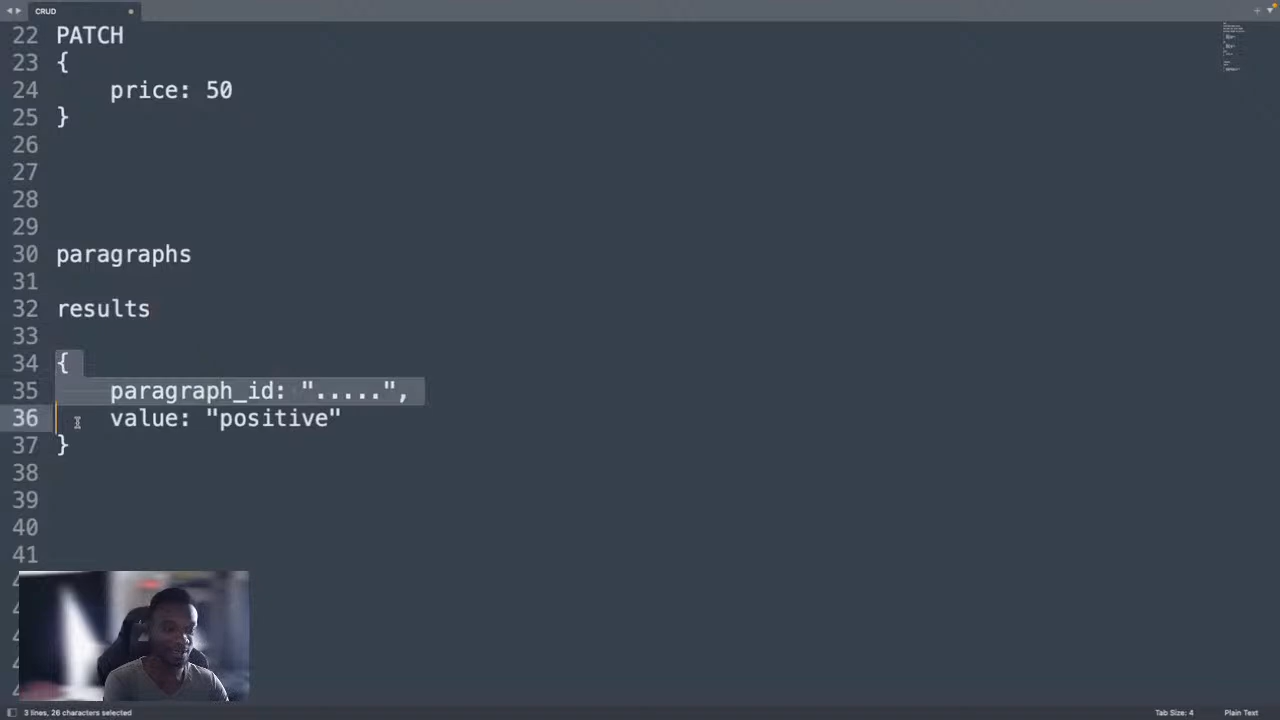 CRUD
22 PATCH
23 {
24 price: 50
25 }
26
27
28
29
30 paragraphs
31
32 results
33
34 {
35 paragraph_id: ".....",
36 value: "positive"
37 }
38
39
40
41
3 lines, 26 characters selected
Tab Size: 4
Plain Text